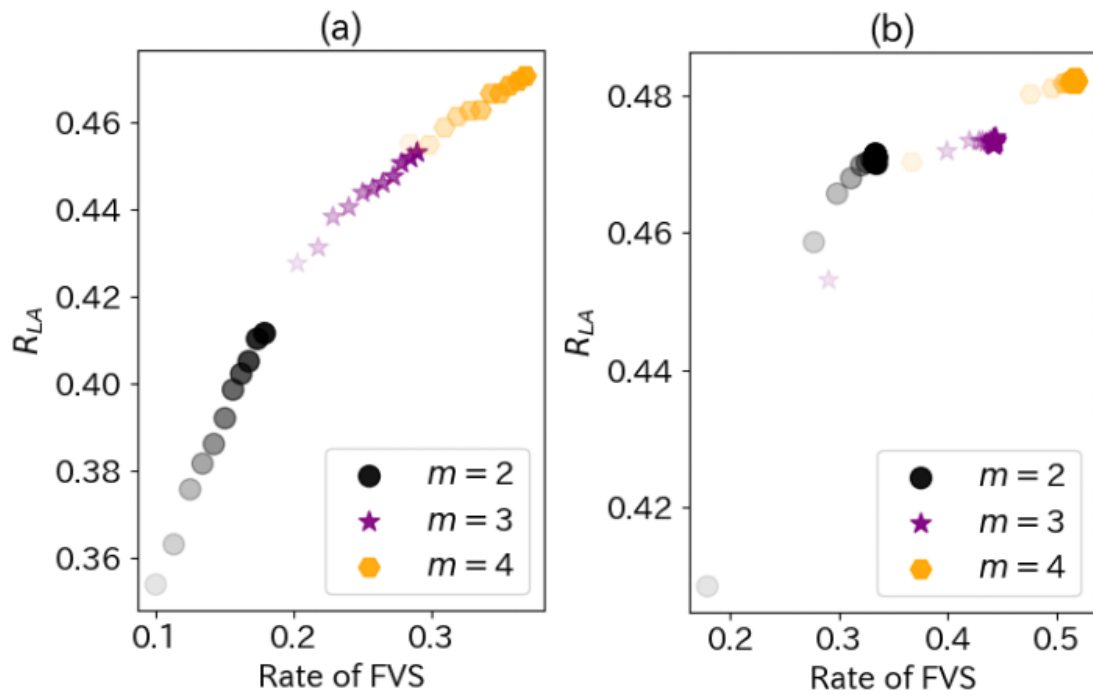 (a)
R_LA
0.46
0.44
0.42
0.40
0.38
0.36
0.1
0.2
0.3
Rate of FVS
m = 2
m = 3
m = 4
(b)
R_LA
0.48
0.46
0.44
0.42
0.2
0.3
0.4
0.5
Rate of FVS
m = 2
m = 3
m = 4